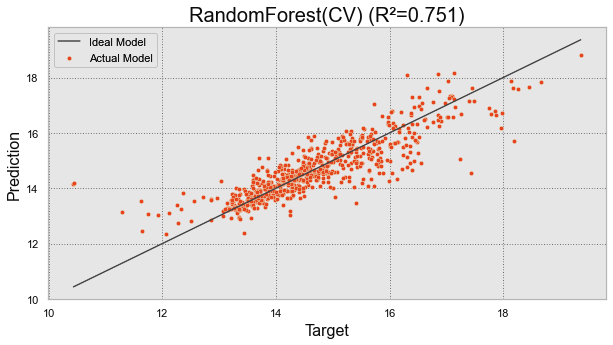 RandomForest(CV) (R²=0.751)
Ideal Model
Actual Model
Prediction
18
16
14
12
10
10 12 14 16 18
Target